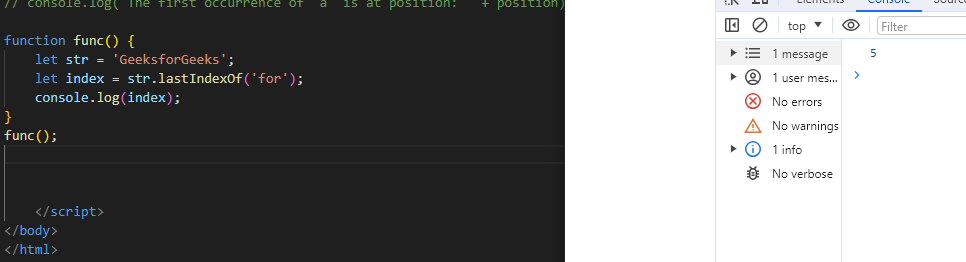 // console.log( The first occurrence of a is at position: + position)
function func() {
let str = 'GeeksforGeeks';
let index = str.lastIndexOf('for');
console.log(index);
}
func();
</script>
</body>
</html>
Elements Console
top
Filter
1 message
1 user mes...
No errors
No warnings
1 info
No verbose
5